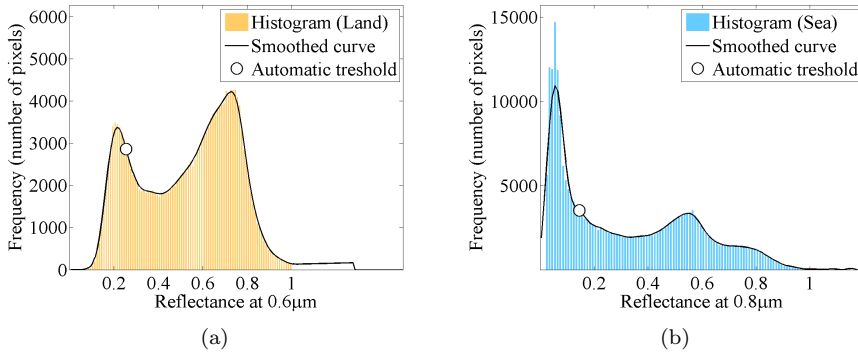 6000
5000
4000
3000
2000
1000
0
Frequency (number of pixels)
Histogram (Land)
Smoothed curve
Automatic treshold
0.2 0.4 0.6 0.8 1
Reflectance at 0.6μm
(a)
15000
10000
5000
Frequency (number of pixels)
Histogram (Sea)
Smoothed curve
Automatic treshold
0.2 0.4 0.6 0.8 1
Reflectance at 0.8μm
(b)